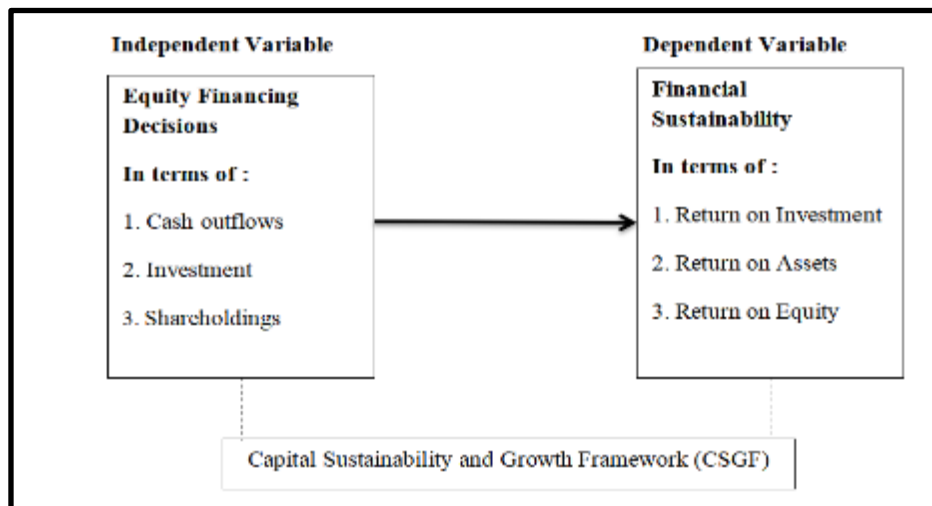 Independent Variable
Dependent Variable
Equity Financing
Decisions
In terms of :
1. Cash outflows
2. Investment
3. Shareholdings
Financial
Sustainability
In terms of :
1. Return on Investment
2. Return on Assets
3. Return on Equity
Capital Sustainability and Growth Framework (CSGF)